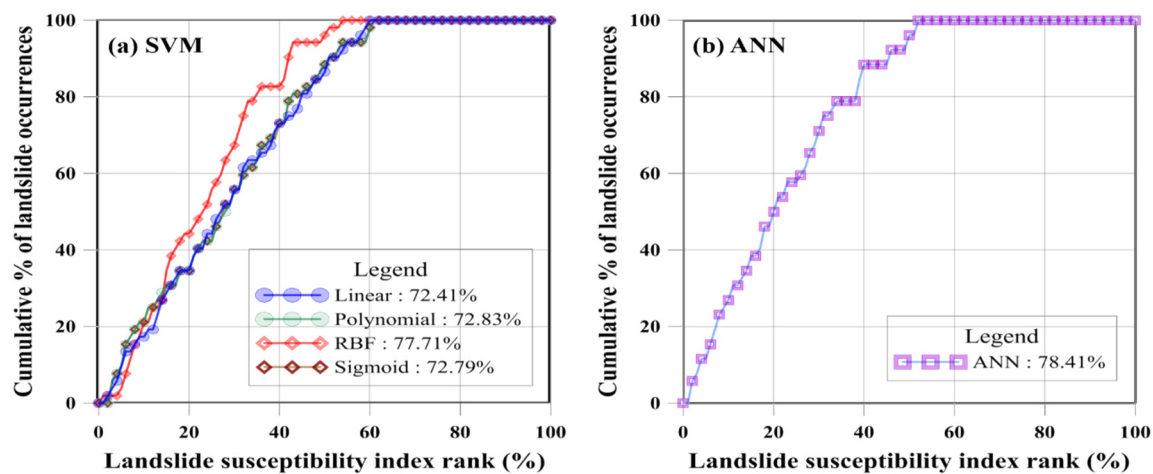 (a) SVM
Cumulative % of landslide occurrences
100
80
60
40
20
0
Legend
Linear : 72.41%
Polynomial : 72.83%
RBF : 77.71%
Sigmoid : 72.79%
0 20 40 60 80 100
Landslide susceptibility index rank (%)
(b) ANN
Cumulative % of landslide occurrences
100
80
60
40
20
0
Legend
ANN : 78.41%
0 20 40 60 80 100
Landslide susceptibility index rank (%)